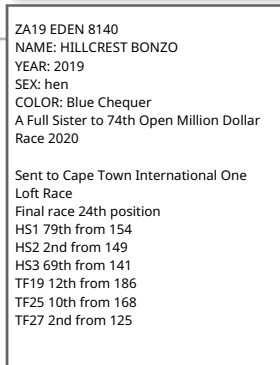 ZA19 EDEN 8140
NAME: HILLCREST BONZO
YEAR: 2019
SEX: hen
COLOR: Blue Chequer
A Full Sister to 74th Open Million Dollar
Race 2020

Sent to Cape Town International One
Loft Race
Final race 24th position
HS1 79th from 154
HS2 2nd from 149
HS3 69th from 141
TF19 12th from 186
TF25 10th from 168
TF27 2nd from 125